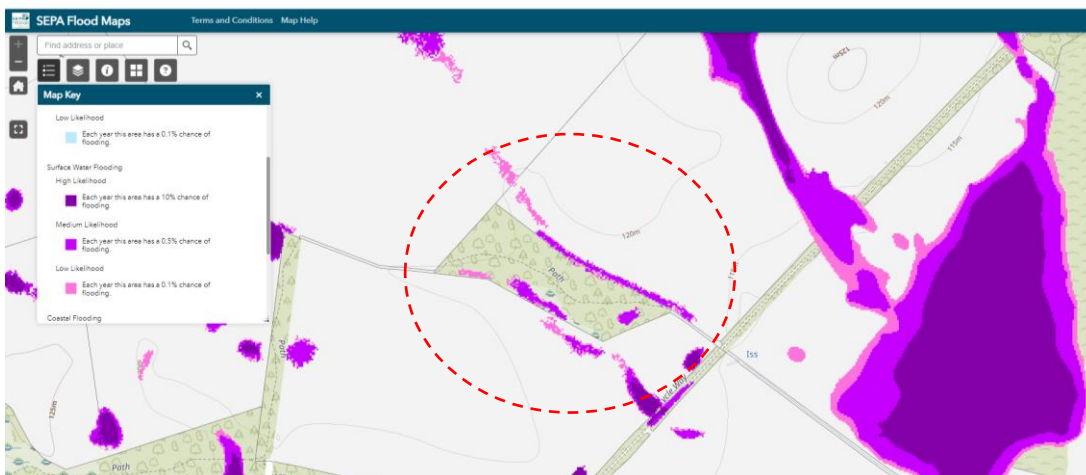 SEPA Flood Maps
Terms and Conditions Map Help
Find address or place
Map Key
Low Likelihood
Each year this area has a 0.1% chance of
flooding.
Surface Water Flooding
High Likelihood
Each year this area has a 10% chance of
flooding.
Medium Likelihood
Each year this area has a 0.5% chance of
flooding.
Low Likelihood
Each year this area has a 0.1% chance of
flooding.
Coastal Flooding
125m
120m
115m
120m
Path
Iss
Path
Cycle Way
125m
Path